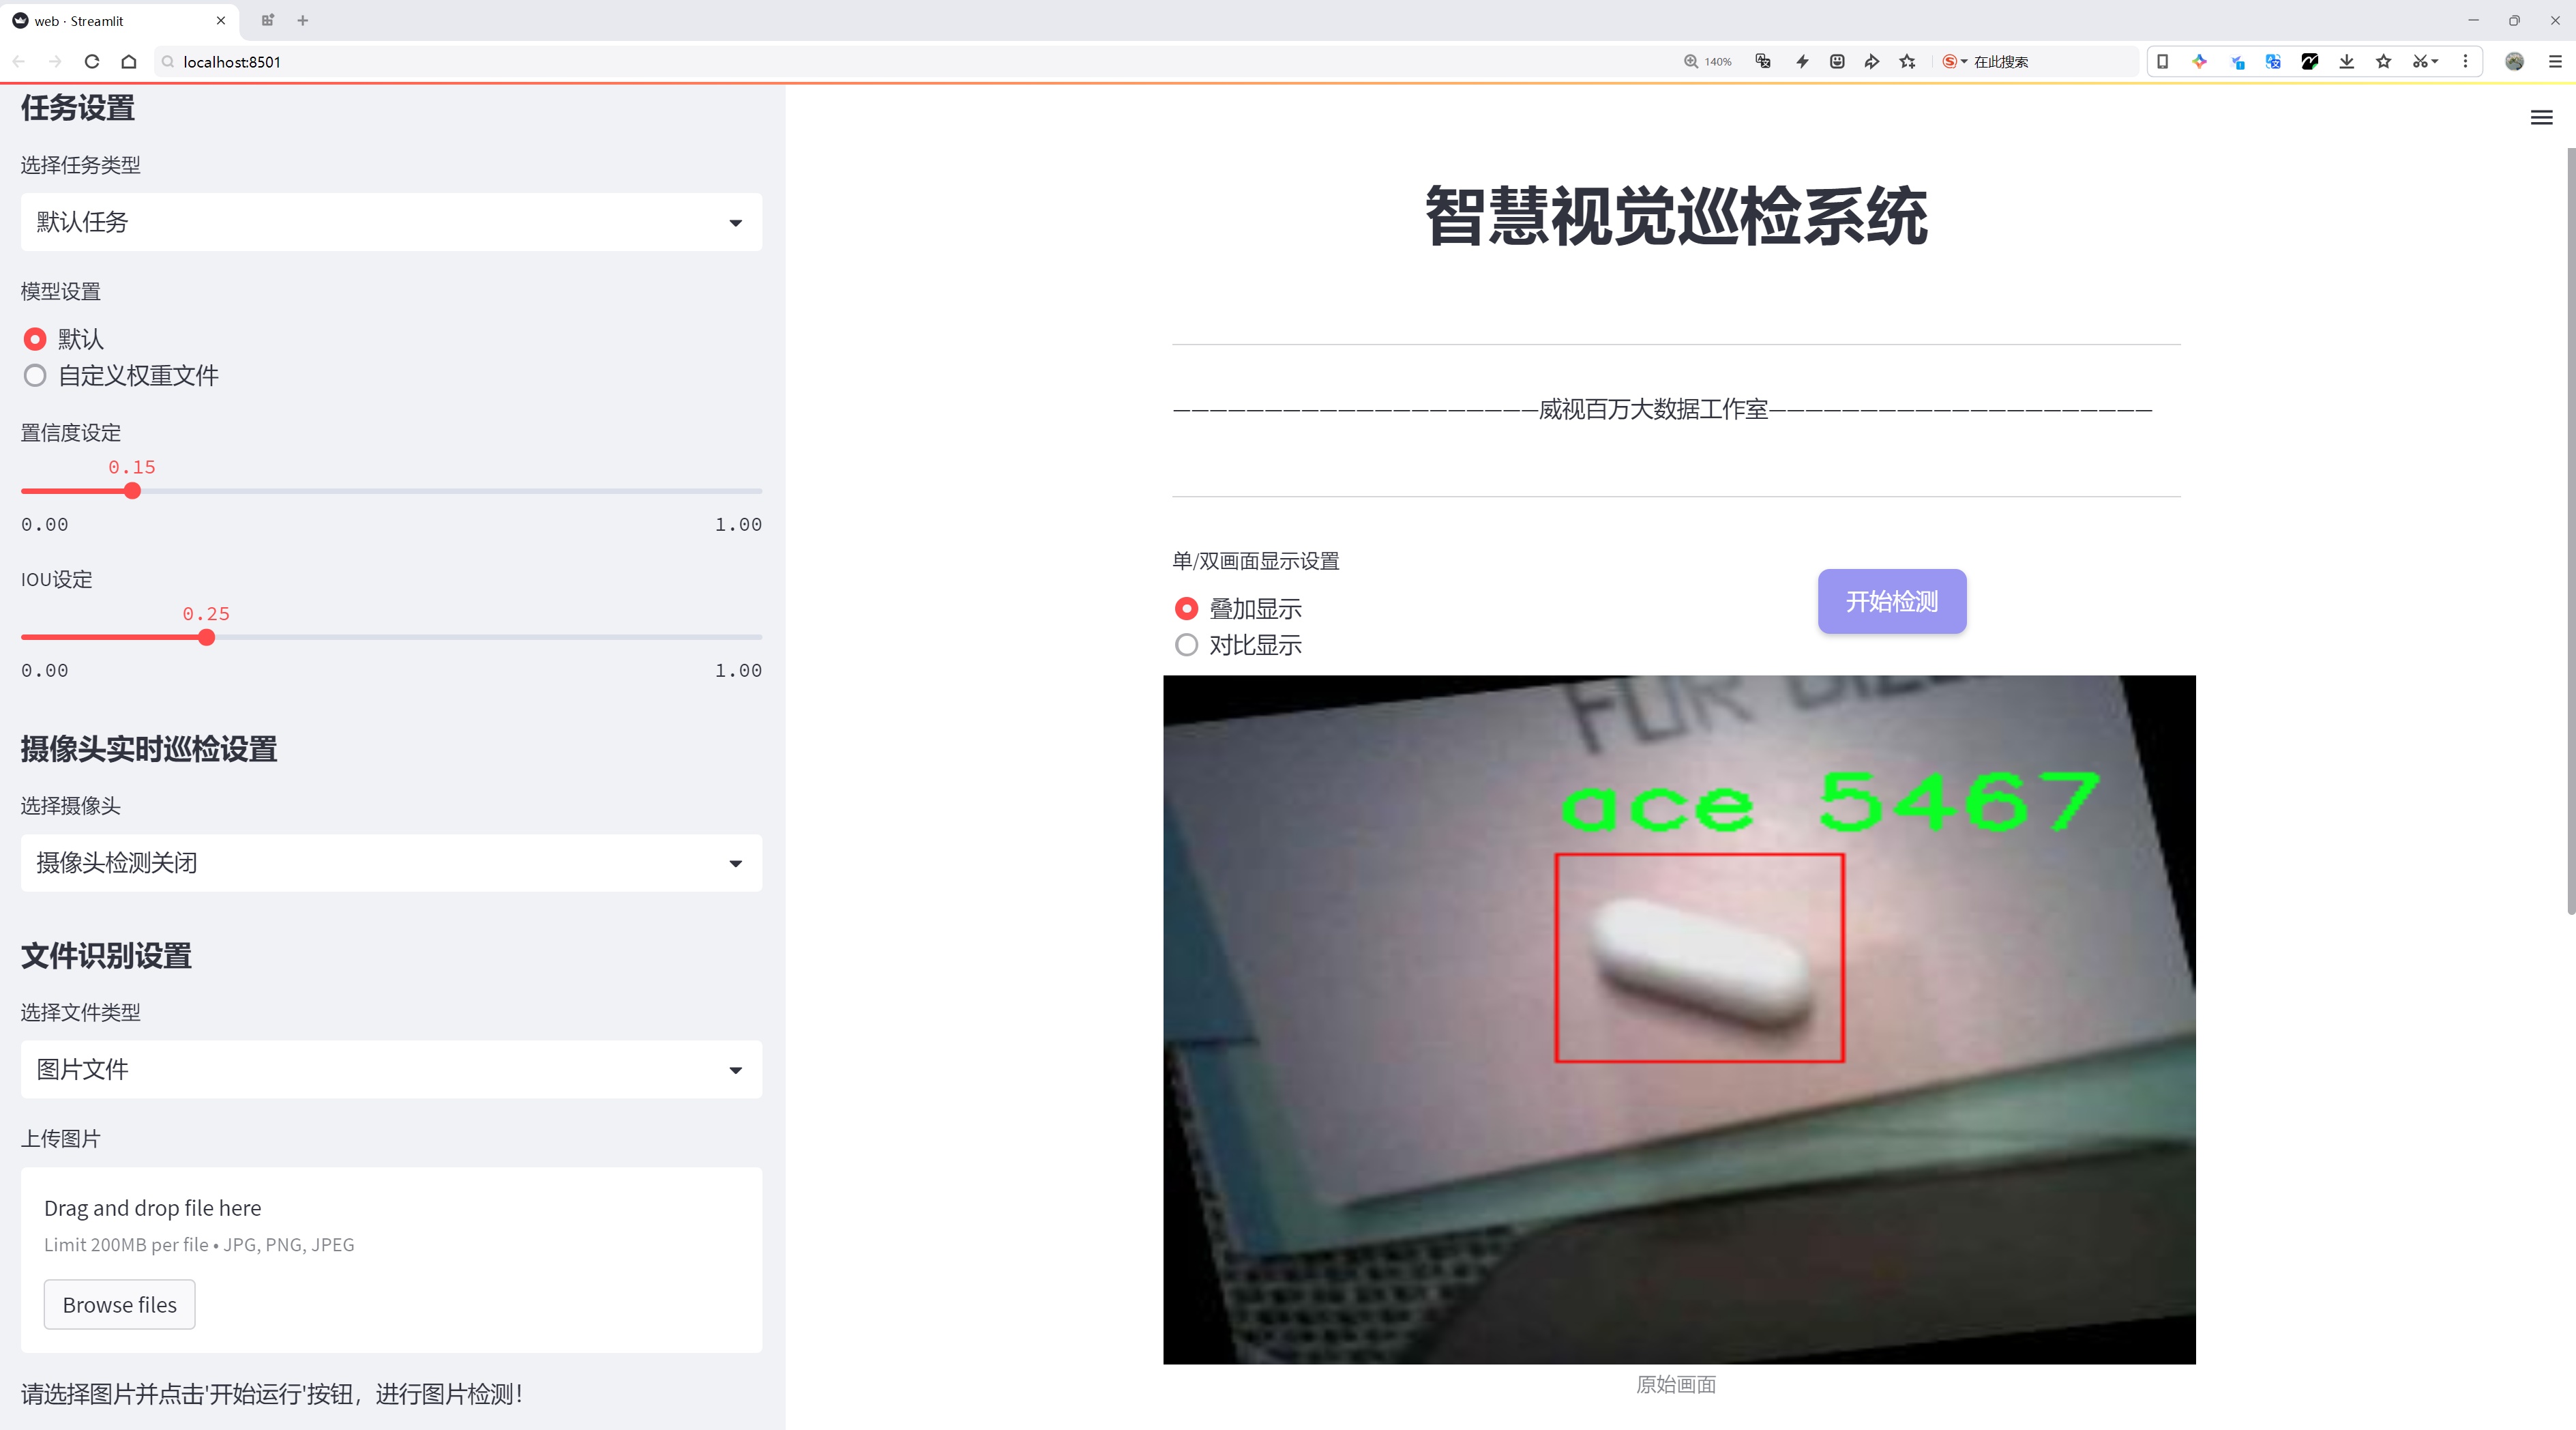 web · Streamlit
localhost:8501
140%
在此搜索
任务设置
选择任务类型
默认任务
模型设置
默认
自定义权重文件
置信度设定
0.15
0.00 1.00
IOU设定
0.25
0.00 1.00
摄像头实时巡检设置
选择摄像头
摄像头检测关闭
文件识别设置
选择文件类型
图片文件
上传图片
Drag and drop file here
Limit 200MB per file • JPG, PNG, JPEG
Browse files
请选择图片并点击'开始运行'按钮，进行图片检测！
智慧视觉巡检系统
————————————————————威视百万大数据工作室—————————————————————
单/双画面显示设置
叠加显示
对比显示
开始检测
FOR
ace 5467
原始画面